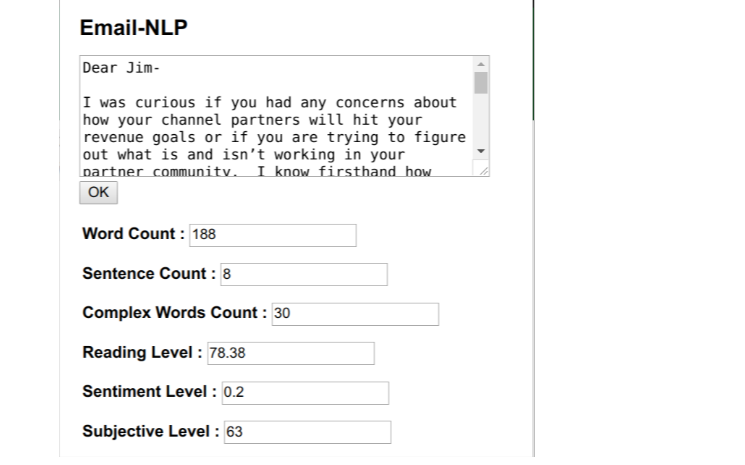 Email-NLP
Dear Jim-
I was curious if you had any concerns about
how your channel partners will hit your
revenue goals or if you are trying to figure
out what is and isn’t working in your
partner community.  I know firsthand how
OK
Word Count : 188
Sentence Count : 8
Complex Words Count : 30
Reading Level : 78.38
Sentiment Level : 0.2
Subjective Level : 63